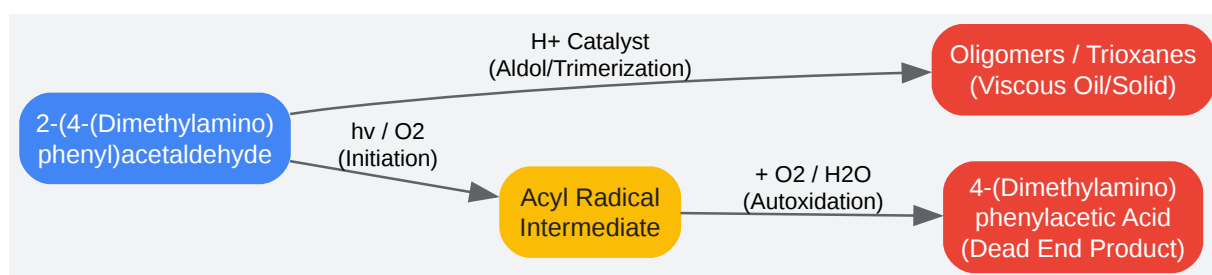 2-(4-(Dimethylamino)
phenyl)acetaldehyde
H+ Catalyst
(Aldol/Trimerization)
Oligomers / Trioxanes
(Viscous Oil/Solid)
hv / O2
(Initiation)
Acyl Radical
Intermediate
+ O2 / H2O
(Autoxidation)
4-(Dimethylamino)
phenylacetic Acid
(Dead End Product)